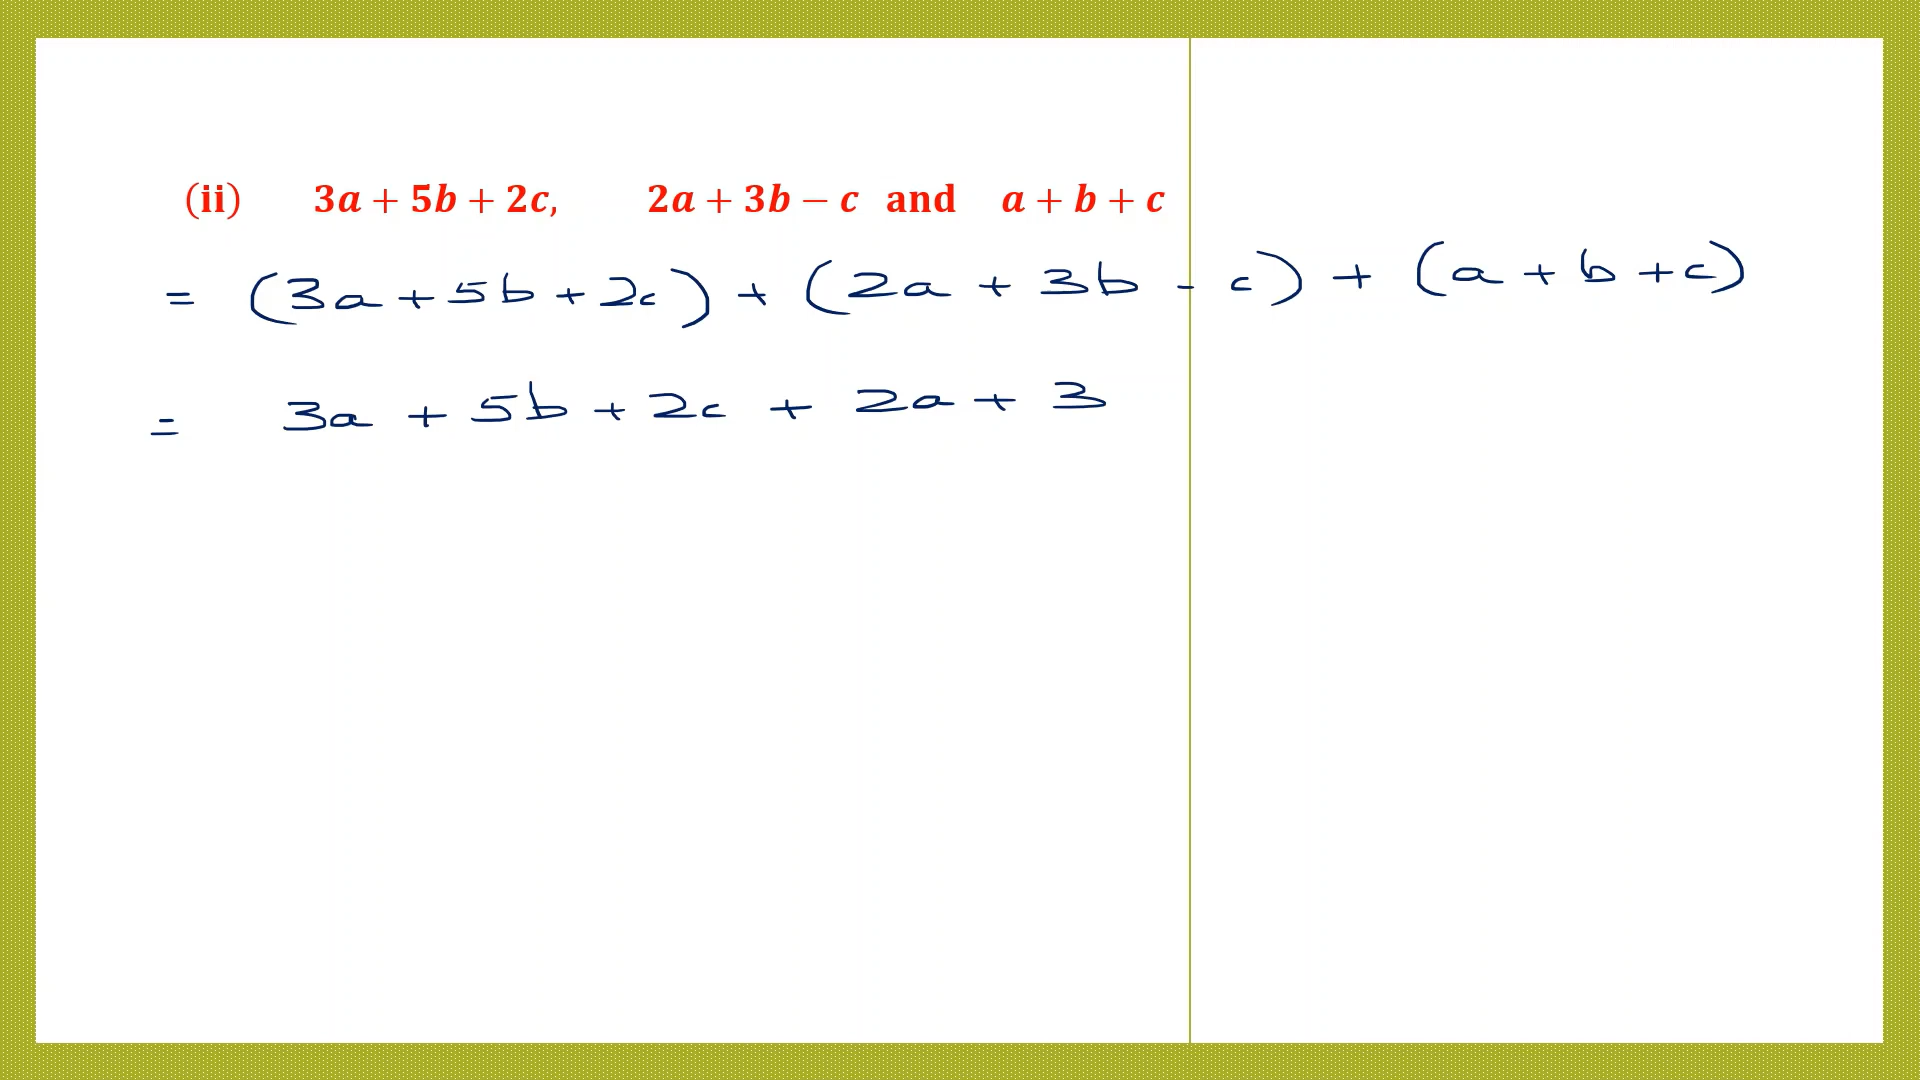 (ii) 3a + 5b + 2c, 2a + 3b − c and a + b + c
= (3a + 5b + 2c) + (2a + 3b - c) + (a + b + c)
= 3a + 5b + 2c + 2a + 3